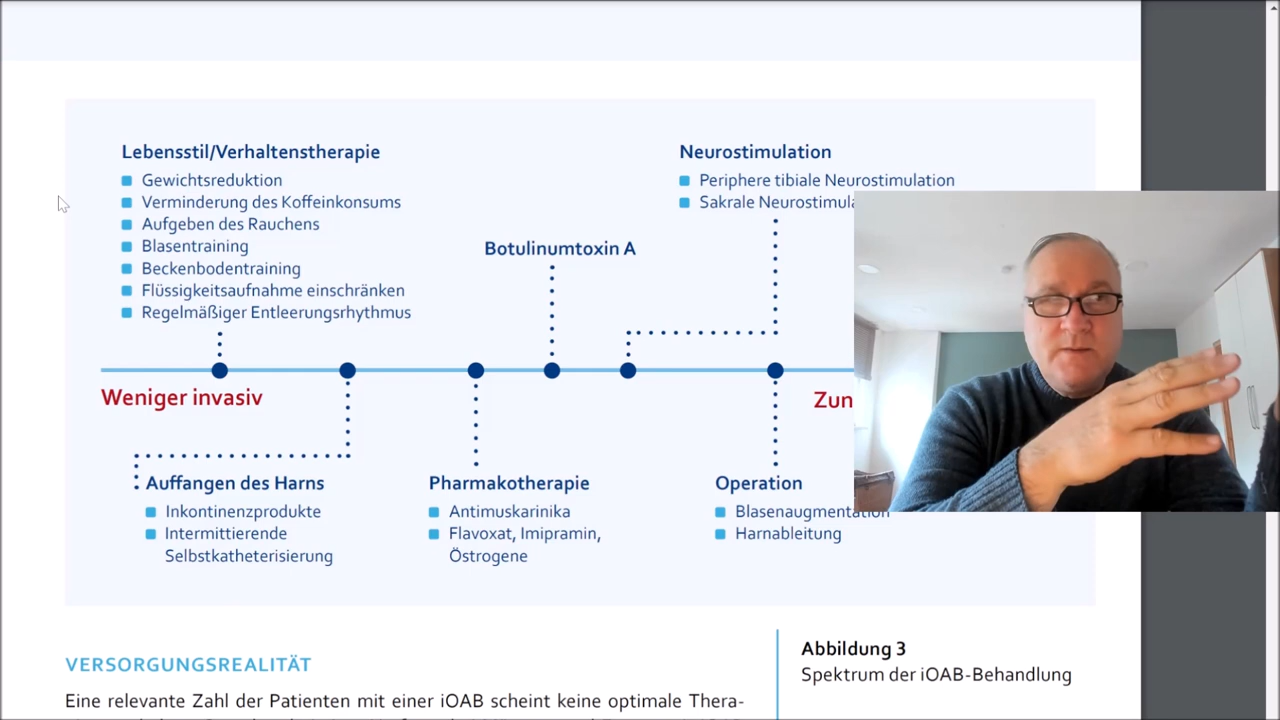 Lebensstil/Verhaltenstherapie
Gewichtsreduktion
Verminderung des Koffeinkonsums
Aufgeben des Rauchens
Blasentraining
Beckenbodentraining
Flüssigkeitsaufnahme einschränken
Regelmäßiger Entleerungsrhythmus
Botulinumtoxin A
Neurostimulation
Periphere tibiale Neurostimulation
Sakrale
Weniger invasiv
Auffangen des Harns
Inkontinenzprodukte
Intermittierende
Selbstkatheterisierung
Pharmakotherapie
Antimuskarinika
Flavoxat, Imipramin,
Östrogene
Operation
Blasenaugmentation
Harnableitung
VERSORGUNGSREALITÄT
Eine relevante Zahl der Patienten mit einer iOAB scheint keine optimale Thera-
Abbildung 3
Spektrum der iOAB-Behandlung